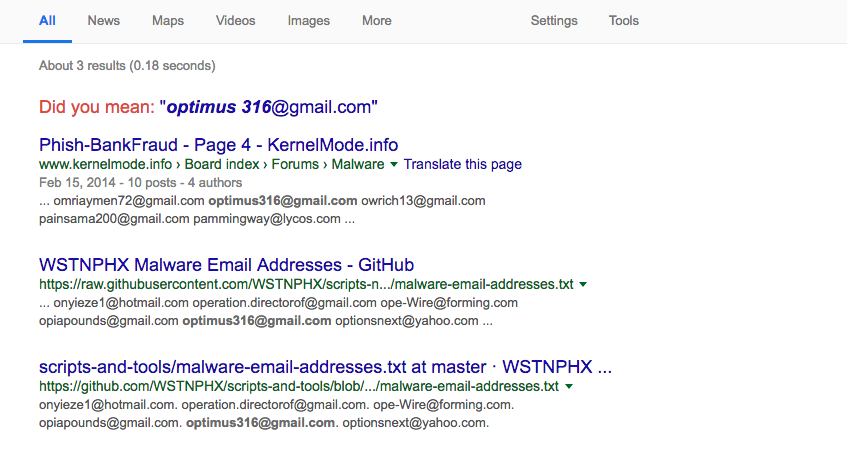 All News Maps Videos Images More Settings Tools
About 3 results (0.18 seconds)
Did you mean: "optimus 316@gmail.com"
Phish-BankFraud - Page 4 - KernelMode.info
www.kernelmode.info › Board index › Forums › Malware ▼ Translate this page
Feb 15, 2014 - 10 posts - 4 authors
... omriaymen72@gmail.com optimus316@gmail.com owrich13@gmail.com
painsama200@gmail.com pammingway@lycos.com ...
WSTNPHX Malware Email Addresses - GitHub
https://raw.githubusercontent.com/WSTNPHX/scripts-n.../malware-email-addresses.txt ▼
... onyieze1@hotmail.com operation.directorof@gmail.com ope-Wire@forming.com
opiapounds@gmail.com optimus316@gmail.com optionsnext@yahoo.com ...
scripts-and-tools/malware-email-addresses.txt at master · WSTNPHX ...
https://github.com/WSTNPHX/scripts-and-tools/blob/.../malware-email-addresses.txt ▼
onyieze1@hotmail.com. operation.directorof@gmail.com. ope-Wire@forming.com.
opiapounds@gmail.com. optimus316@gmail.com. optionsnext@yahoo.com.